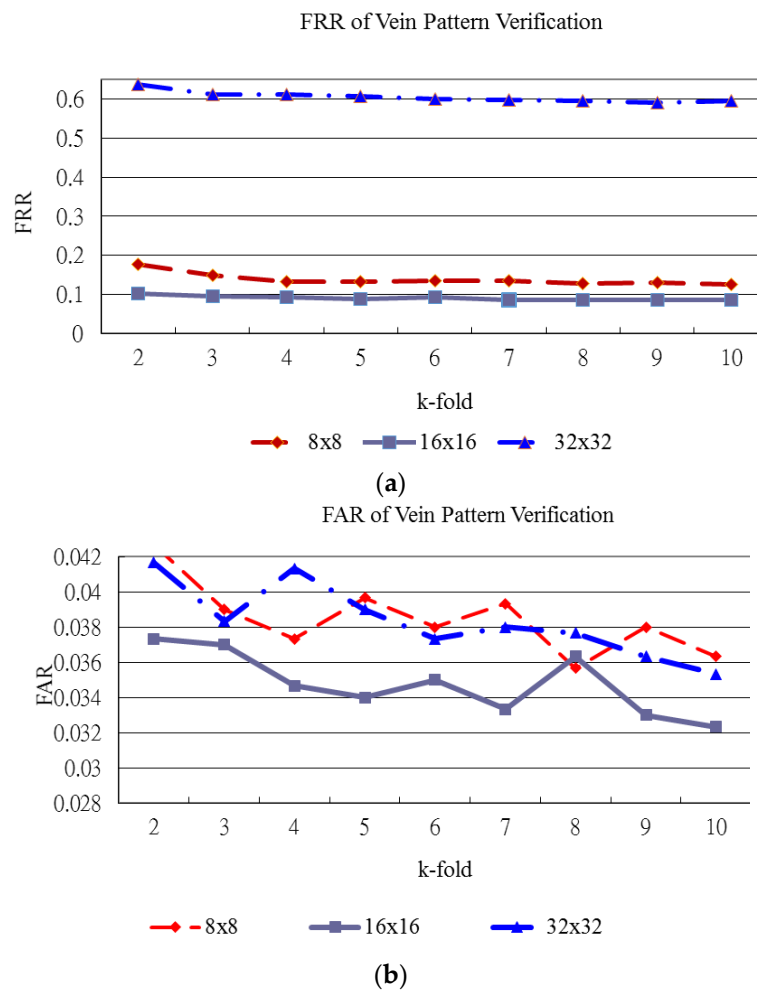 FRR of Vein Pattern Verification
0.6
0.5
0.4
0.3
0.2
0.1
0
FRR
2 3 4 5 6 7 8 9 10
k-fold
8x8 16x16 32x32
(a)
FAR of Vein Pattern Verification
0.042
0.04
0.038
0.036
0.034
0.032
0.03
0.028
FAR
2 3 4 5 6 7 8 9 10
k-fold
8x8 16x16 32x32
(b)